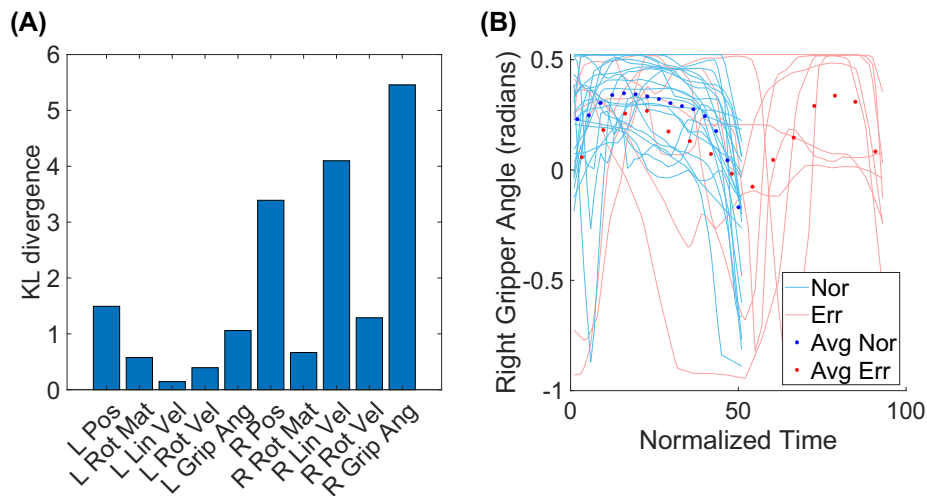 (A)
KL divergence
6
5
4
3
2
1
0
L Pos
L Rot Mat
L Lin Vel
L Rot Vel
L Grip Ang
R Pos
R Rot Mat
R Lin Vel
R Rot Vel
R Grip Ang
(B)
Right Gripper Angle (radians)
0.5
0
-0.5
-1
0
50
100
Normalized Time
Nor
Err
Avg Nor
Avg Err